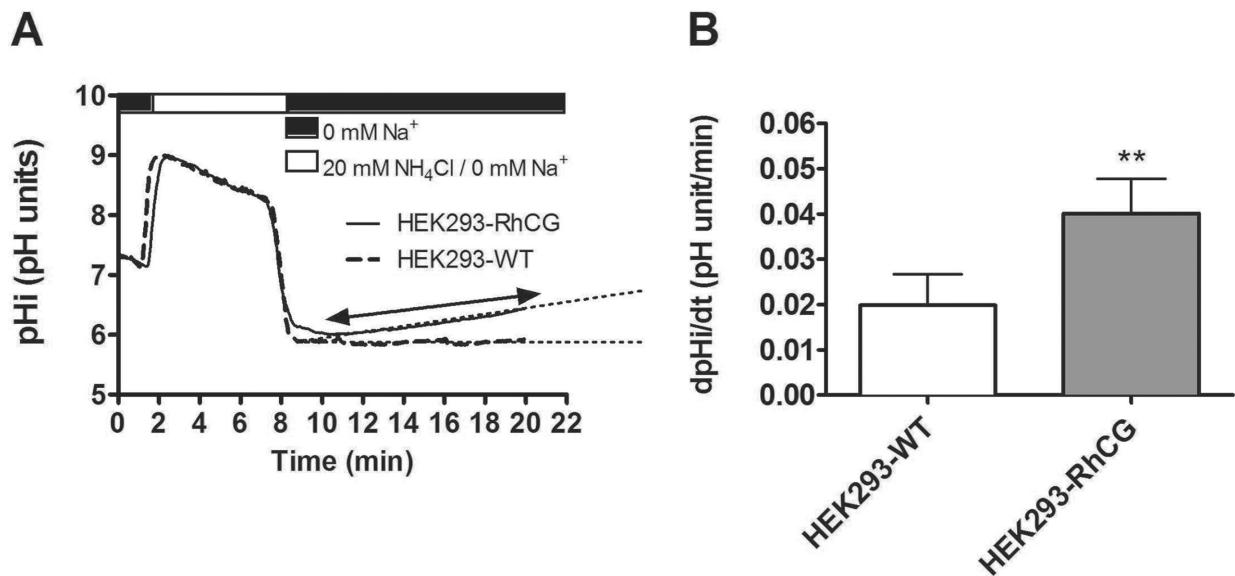 A
pHi (pH units)
10
9
8
7
6
5
0 mM Na⁺
20 mM NH₄Cl / 0 mM Na⁺
HEK293-RhCG
HEK293-WT
0 2 4 6 8 10 12 14 16 18 20 22
Time (min)
B
dpHi/dt (pH unit/min)
0.06
0.05
0.04
0.03
0.02
0.01
0.00
**
HEK293-WT
HEK293-RhCG